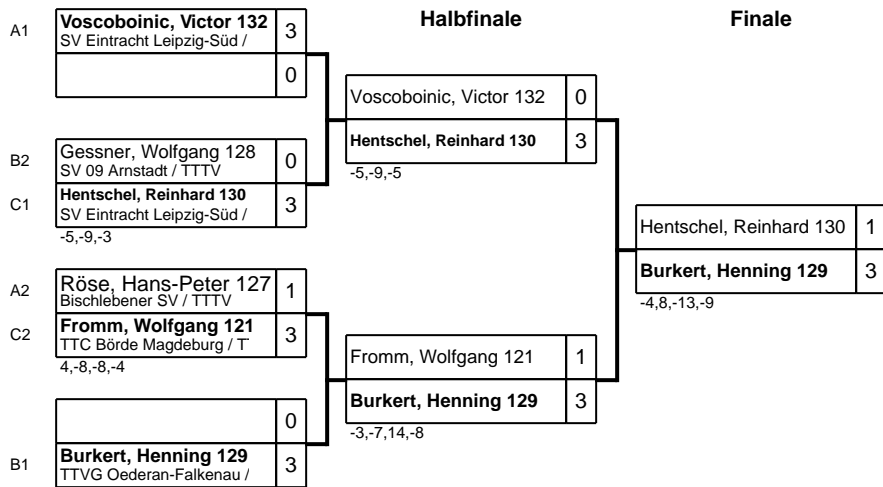 Halbfinale
Finale
A1
Voscoboinic, Victor 132 3
SV Eintracht Leipzig-Süd /
0
B2
Gessner, Wolfgang 128 0
SV 09 Arnstadt / TTTV
C1
Hentschel, Reinhard 130 3
SV Eintracht Leipzig-Süd /
-5,-9,-3
A2
Röse, Hans-Peter 127 1
Bischlebener SV / TTTV
C2
Fromm, Wolfgang 121 3
TTC Börde Magdeburg / T
4,-8,-8,-4
0
B1
Burkert, Henning 129 3
TTVG Oederan-Falkenau /
Voscoboinic, Victor 132 0
Hentschel, Reinhard 130 3
-5,-9,-5
Fromm, Wolfgang 121 1
Burkert, Henning 129 3
-3,-7,14,-8
Hentschel, Reinhard 130 1
Burkert, Henning 129 3
-4,8,-13,-9